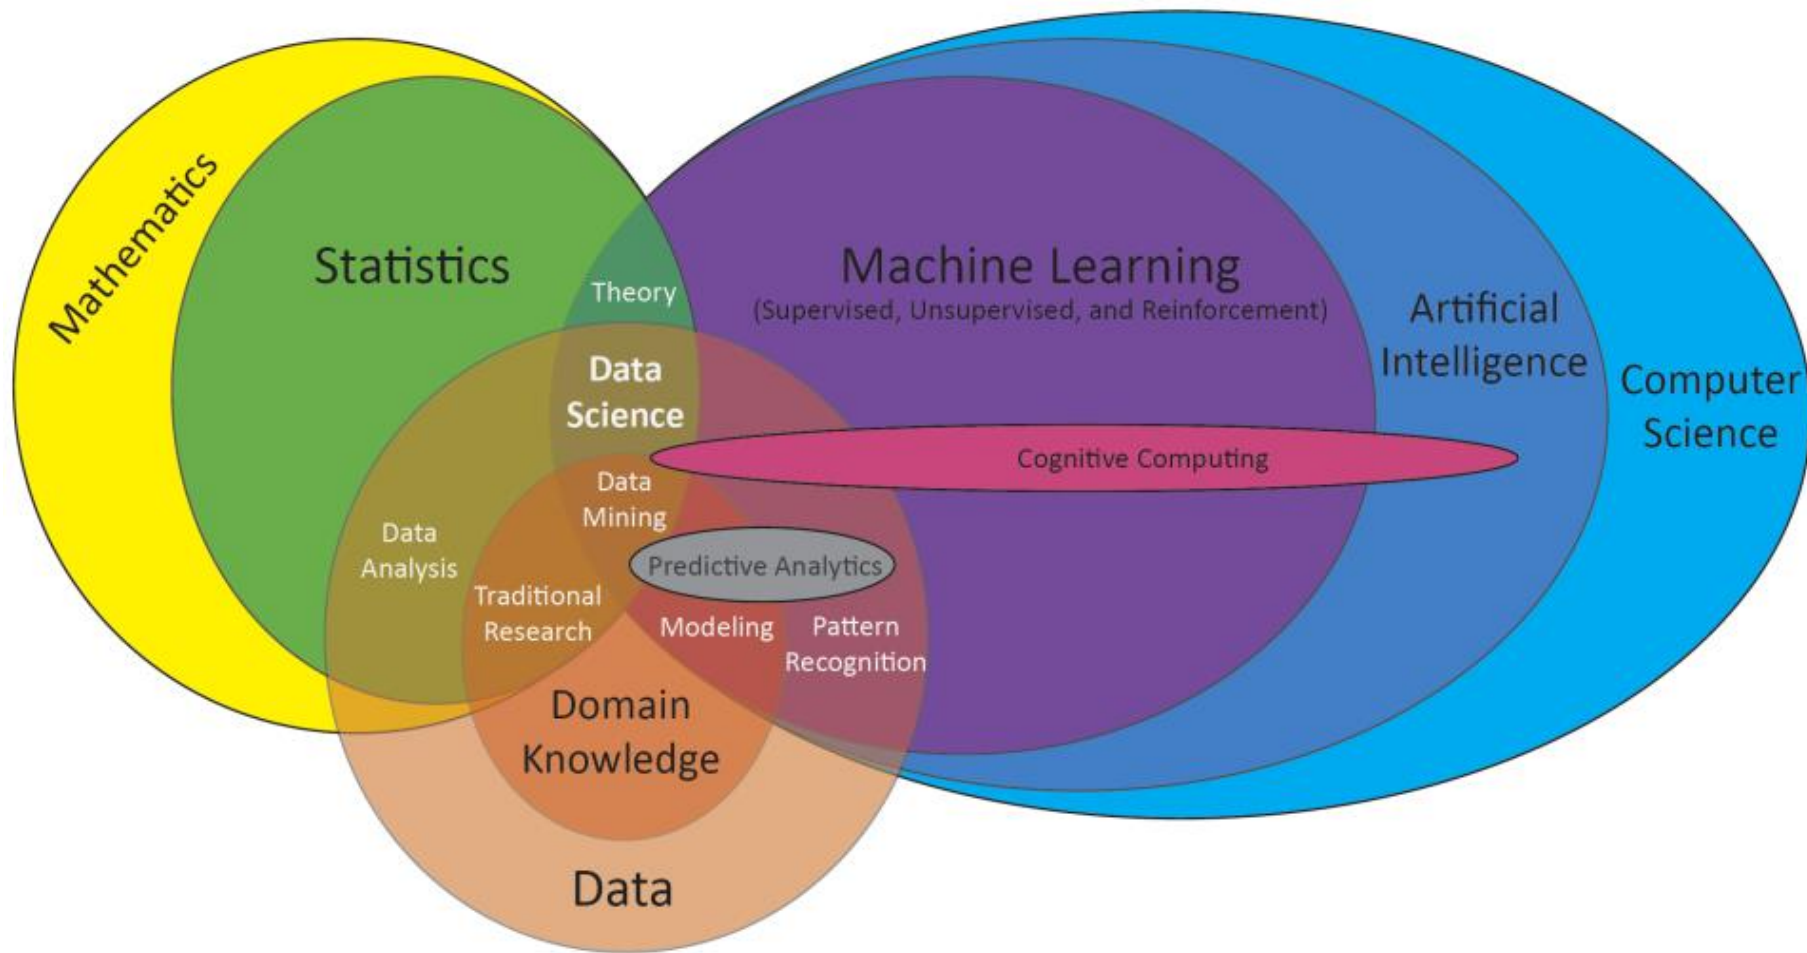 Mathematics
Statistics
Theory
Machine Learning
(Supervised, Unsupervised, and Reinforcement)
Artificial
Intelligence
Computer
Science
Data
Science
Cognitive Computing
Data
Mining
Data
Analysis
Predictive Analytics
Traditional
Research
Modeling
Pattern
Recognition
Domain
Knowledge
Data